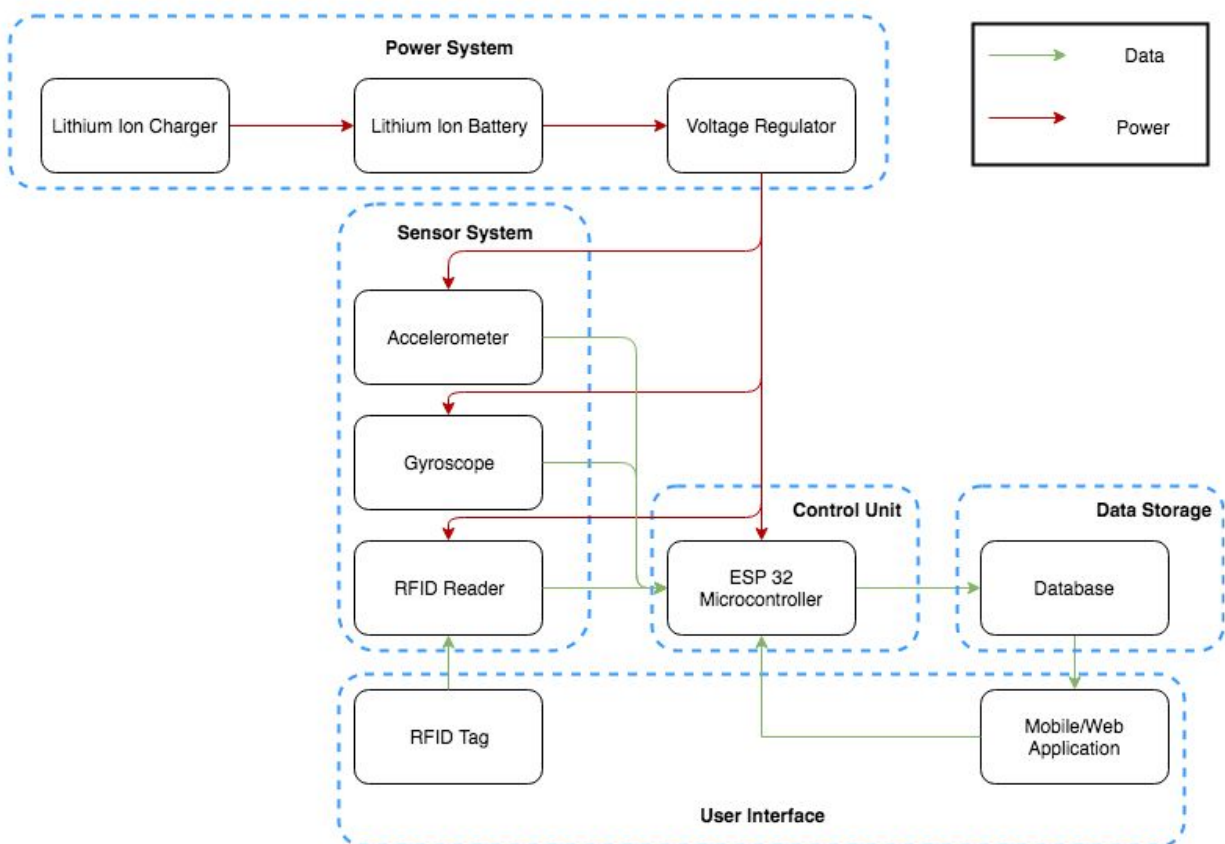 Power System
Lithium Ion Charger
Lithium Ion Battery
Voltage Regulator
Data
Power
Sensor System
Accelerometer
Gyroscope
RFID Reader
Control Unit
ESP 32
Microcontroller
Data Storage
Database
RFID Tag
Mobile/Web
Application
User Interface